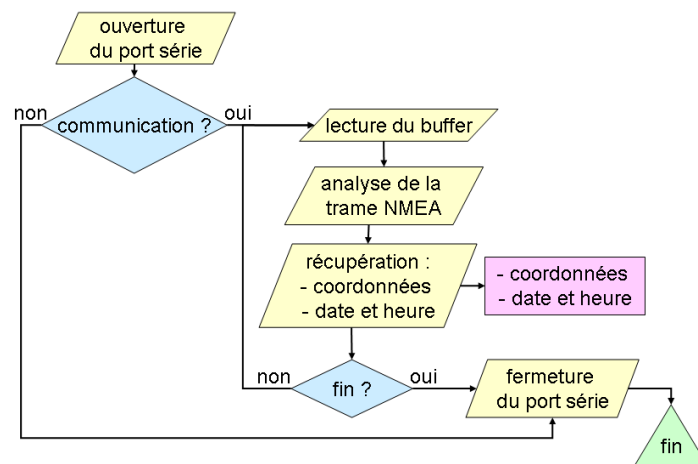 ouverture
du port série
non
communication ?
oui
lecture du buffer
analyse de la
trame NMEA
récupération :
- coordonnées
- date et heure
- coordonnées
- date et heure
non
fin ?
oui
fermeture
du port série
fin